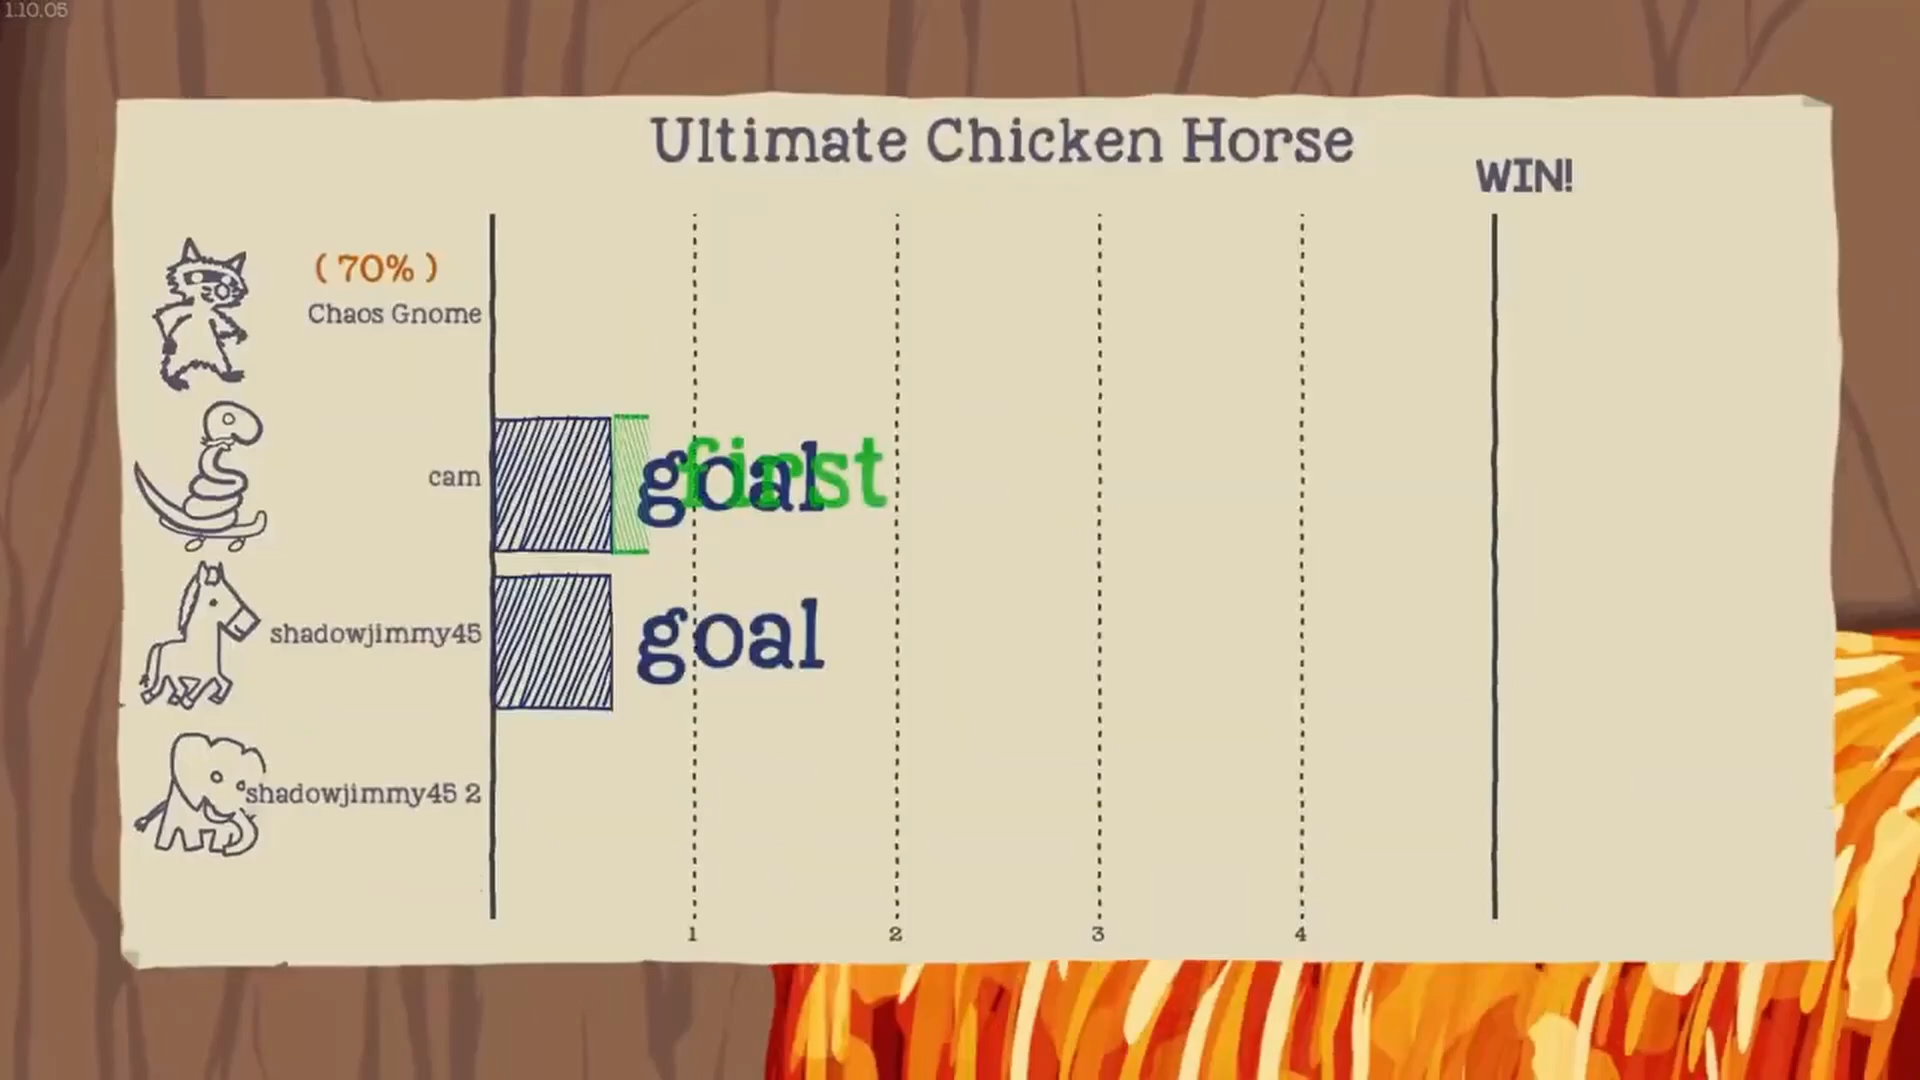 1.10.05
Ultimate Chicken Horse
WIN!
( 70% )
Chaos Gnome
cam
goal
first
shadowjimmy45
goal
shadowjimmy45 2
1 2 3 4